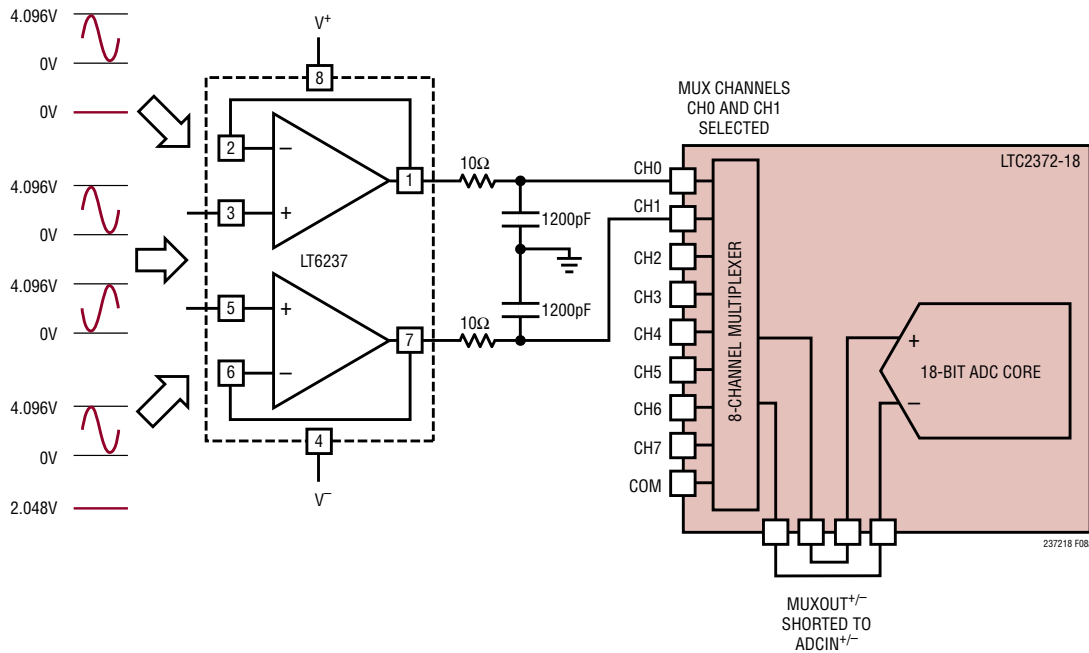 4.096V
0V
0V
4.096V
0V
4.096V
0V
4.096V
0V
2.048V
V+
8
2
−
1
3
+
LT6237
5
+
7
6
−
4
V−
10Ω
1200pF
1200pF
10Ω
MUX CHANNELS
CH0 AND CH1
SELECTED
LTC2372-18
CH0
CH1
CH2
CH3
CH4
CH5
CH6
CH7
COM
8-CHANNEL MULTIPLEXER
+
18-BIT ADC CORE
−
237218 F08
MUXOUT+/−
SHORTED TO
ADCIN+/−